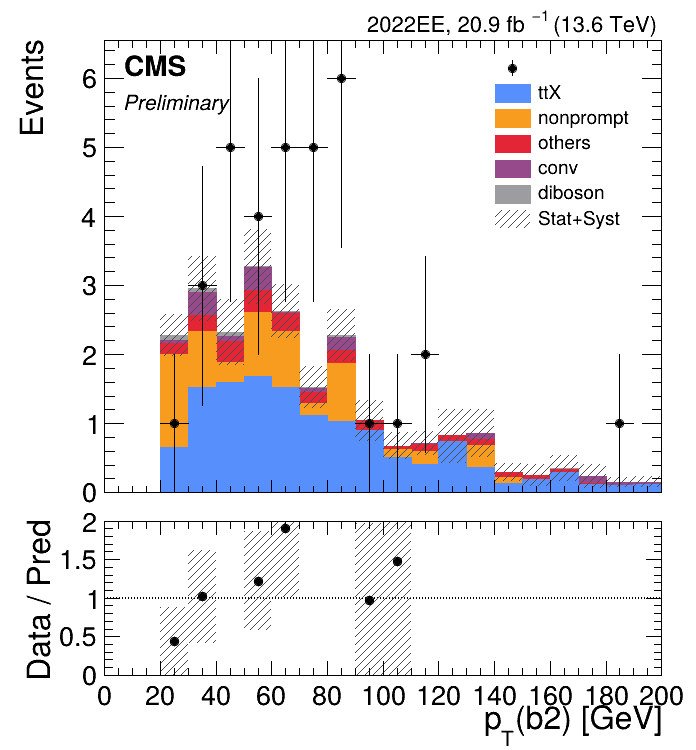 2022EE, 20.9 fb⁻¹ (13.6 TeV)
CMS
Preliminary
Events
ttX
nonprompt
others
conv
diboson
Stat+Syst
6
5
4
3
2
1
0
Data / Pred
2
1.5
1
0.5
0
0 20 40 60 80 100 120 140 160 180 200
p_T(b2) [GeV]